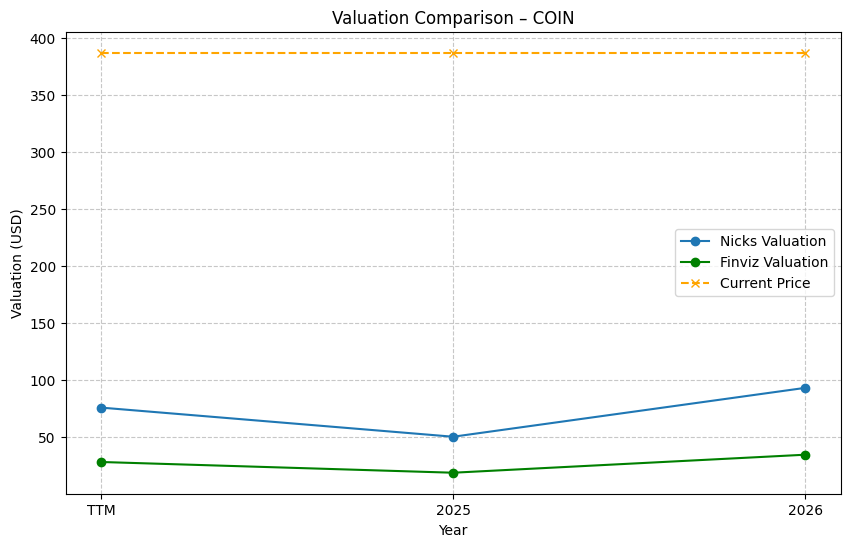 Valuation Comparison – COIN
Valuation (USD)
400
350
300
250
200
150
100
50
Nicks Valuation
Finviz Valuation
Current Price
TTM
2025
2026
Year